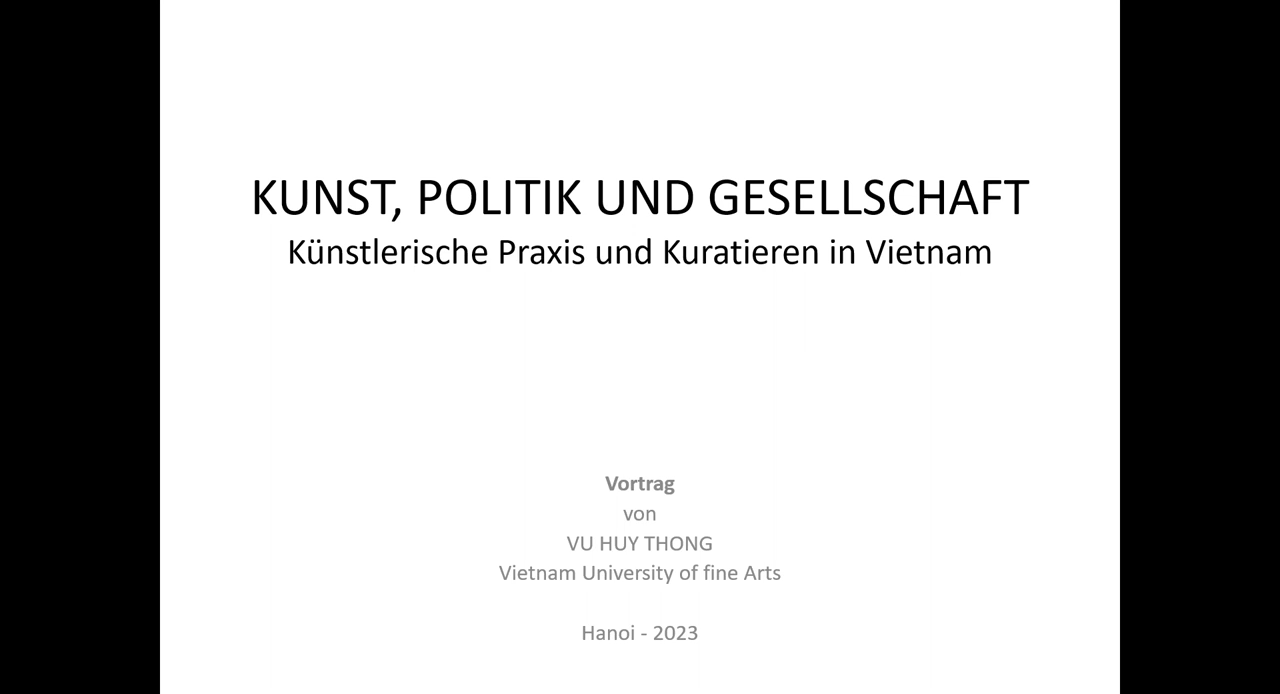 KUNST, POLITIK UND GESELLSCHAFT
Künstlerische Praxis und Kuratieren in Vietnam
Vortrag
von
VU HUY THONG
Vietnam University of fine Arts
Hanoi - 2023